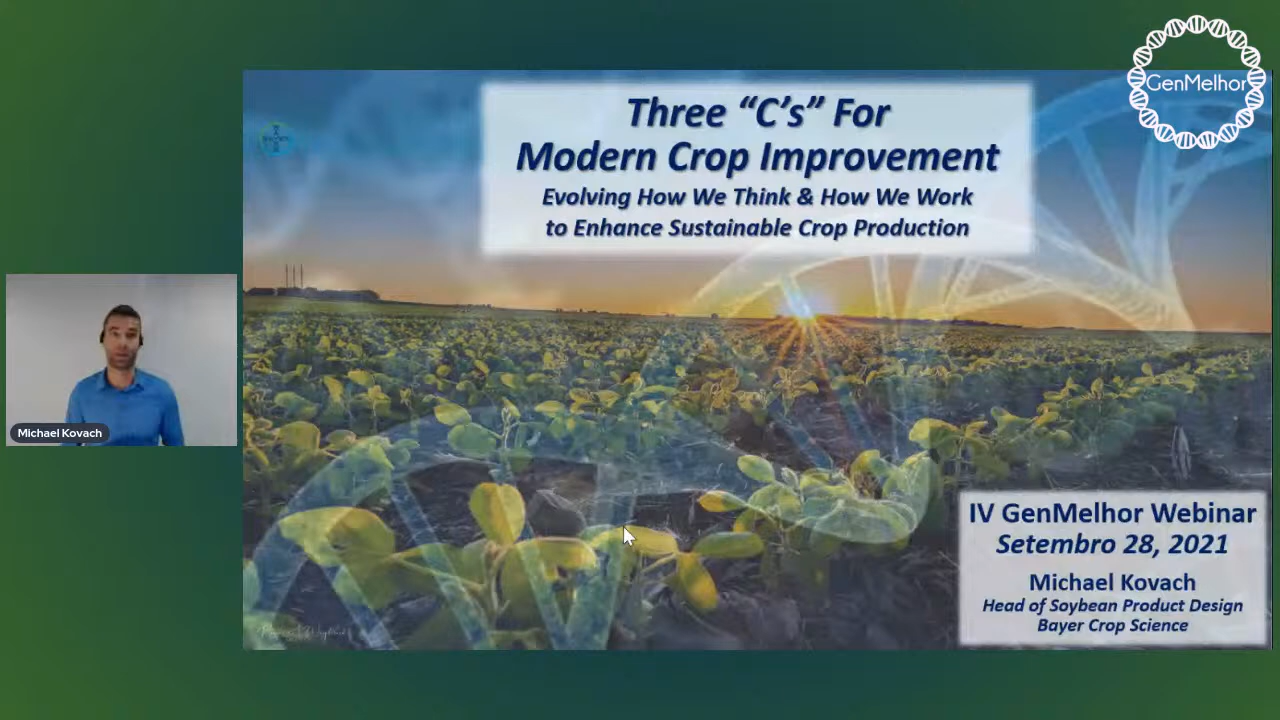 GenMelhor
Three “C’s” For
Modern Crop Improvement
Evolving How We Think & How We Work
to Enhance Sustainable Crop Production
Michael Kovach
IV GenMelhor Webinar
Setembro 28, 2021
Michael Kovach
Head of Soybean Product Design
Bayer Crop Science